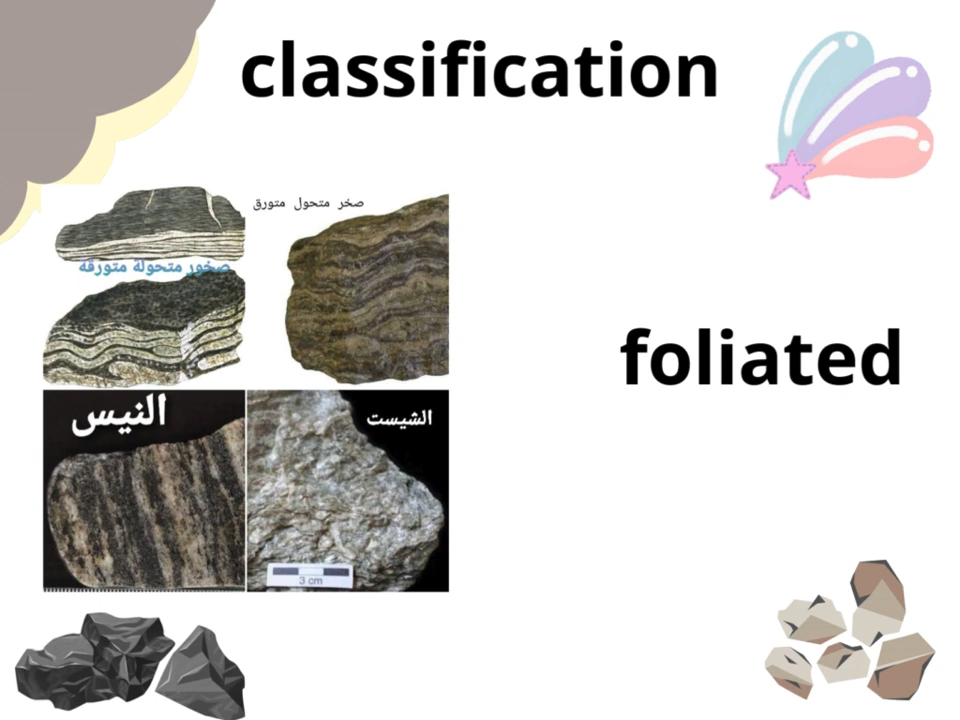 classification
صخر متحول متورق
صخور متحولة متورقة
foliated
النيس
الشيست
3 cm